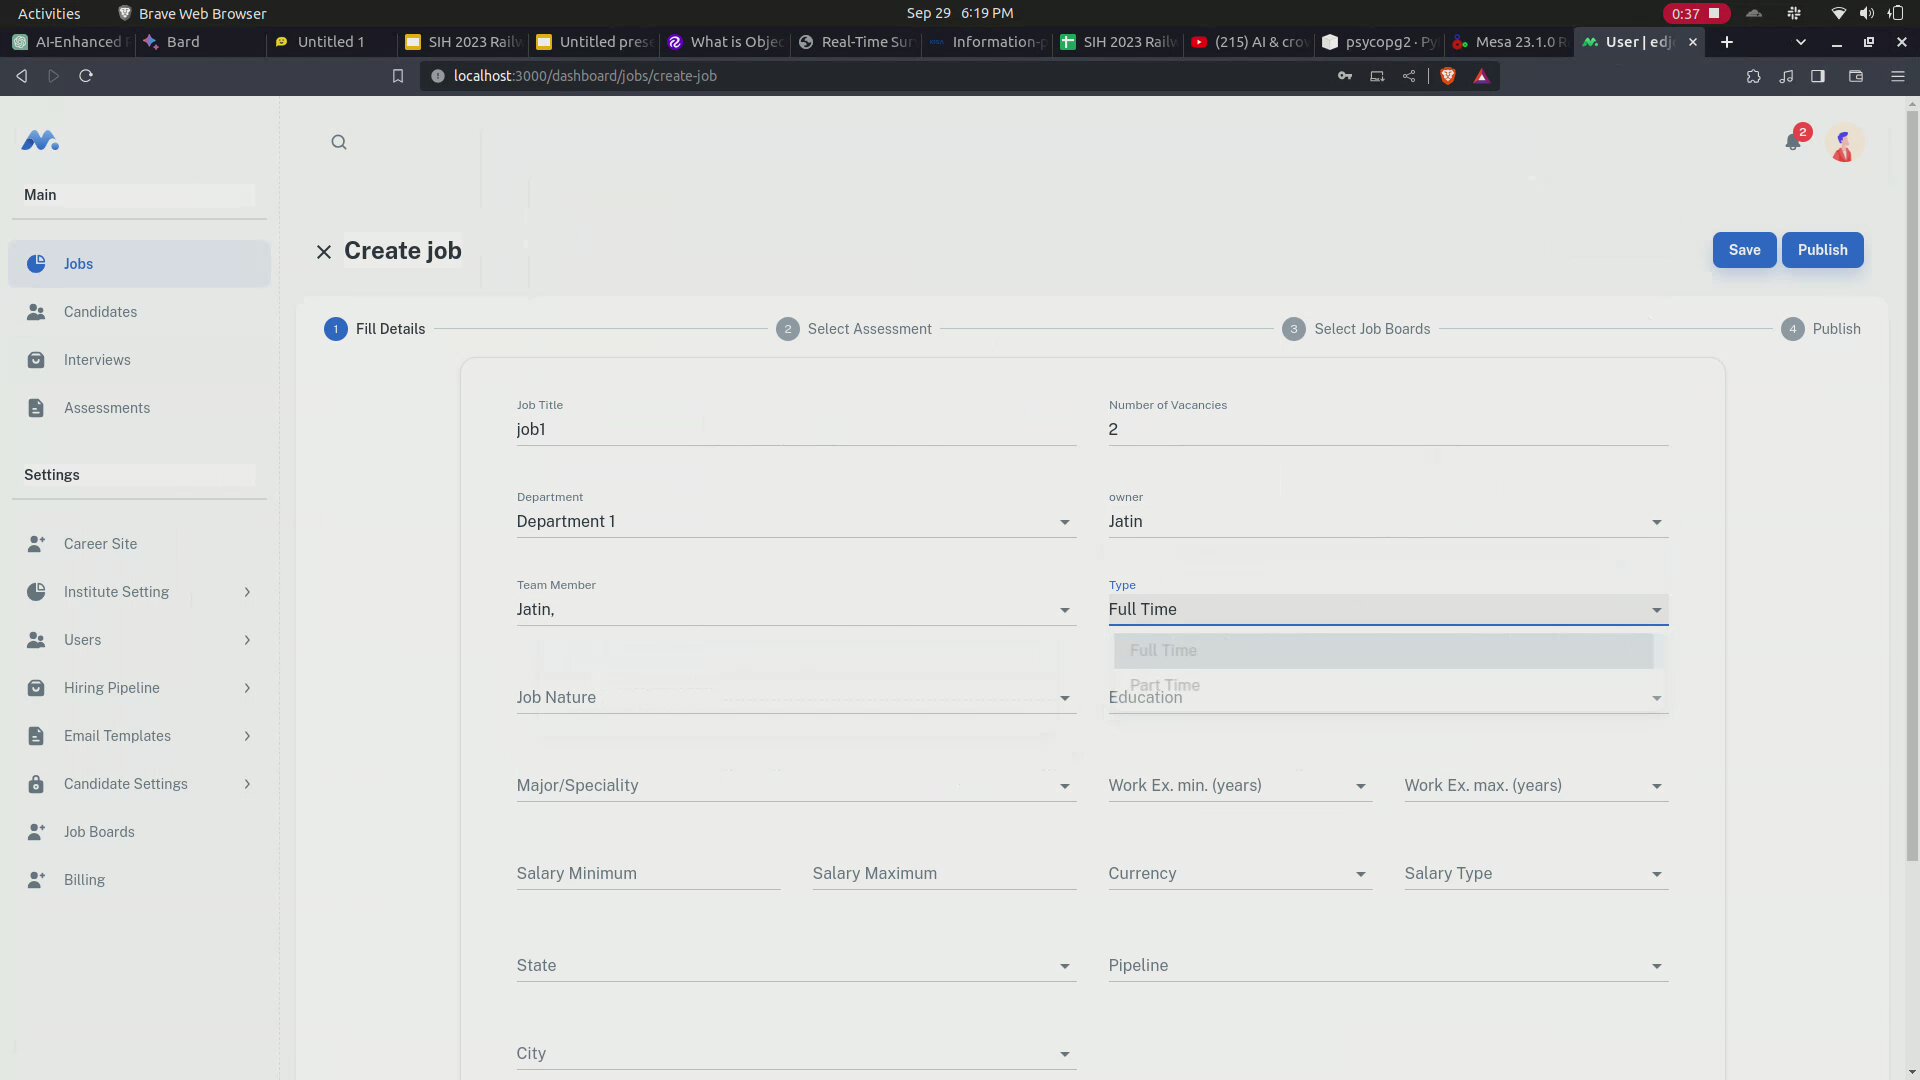 Activities
Brave Web Browser
Sep 29 6:19 PM
0:37
AI-Enhanced
Bard
Untitled 1
SIH 2023 Railw
Untitled prese
What is Objec
Real-Time Sur
Information-p
SIH 2023 Railw
(215) AI & crow
psycopg2 · Py
Mesa 23.1.0 R
User | edjo
localhost:3000/dashboard/jobs/create-job
2
Main
Create job
Save
Publish
Jobs
1 Fill Details
2 Select Assessment
3 Select Job Boards
4 Publish
Candidates
Interviews
Assessments
Job Title
job1
Number of Vacancies
2
Settings
Department
Department 1
owner
Jatin
Career Site
Institute Setting
Users
Hiring Pipeline
Email Templates
Candidate Settings
Job Boards
Billing
Team Member
Jatin,
Type
Full Time
Full Time
Part Time
Job Nature
Education
Major/Speciality
Work Ex. min. (years)
Work Ex. max. (years)
Salary Minimum
Salary Maximum
Currency
Salary Type
State
Pipeline
City